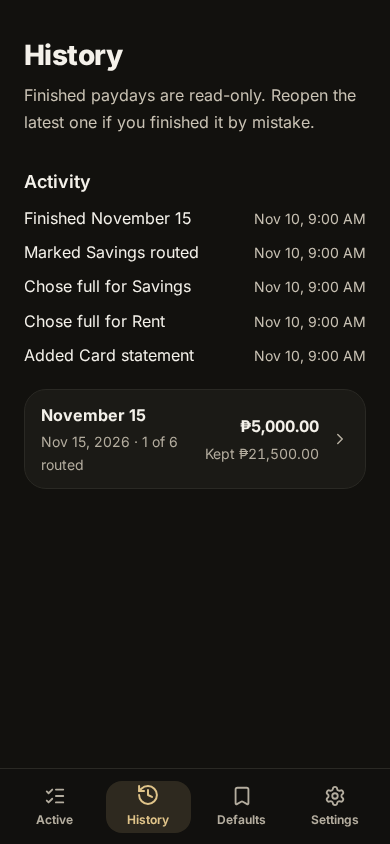 History
Finished paydays are read-only. Reopen the
latest one if you finished it by mistake.
Activity
Finished November 15 Nov 10, 9:00 AM
Marked Savings routed Nov 10, 9:00 AM
Chose full for Savings Nov 10, 9:00 AM
Chose full for Rent Nov 10, 9:00 AM
Added Card statement Nov 10, 9:00 AM
November 15
₱5,000.00
Nov 15, 2026 · 1 of 6
routed
Kept ₱21,500.00
Active
History
Defaults
Settings